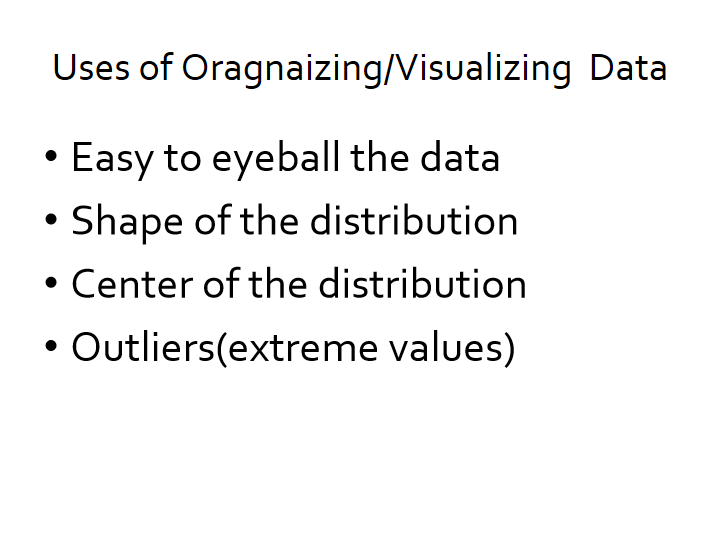 Uses of Oragnaizing/Visualizing  Data
• Easy to eyeball the data
• Shape of the distribution
• Center of the distribution
• Outliers(extreme values)